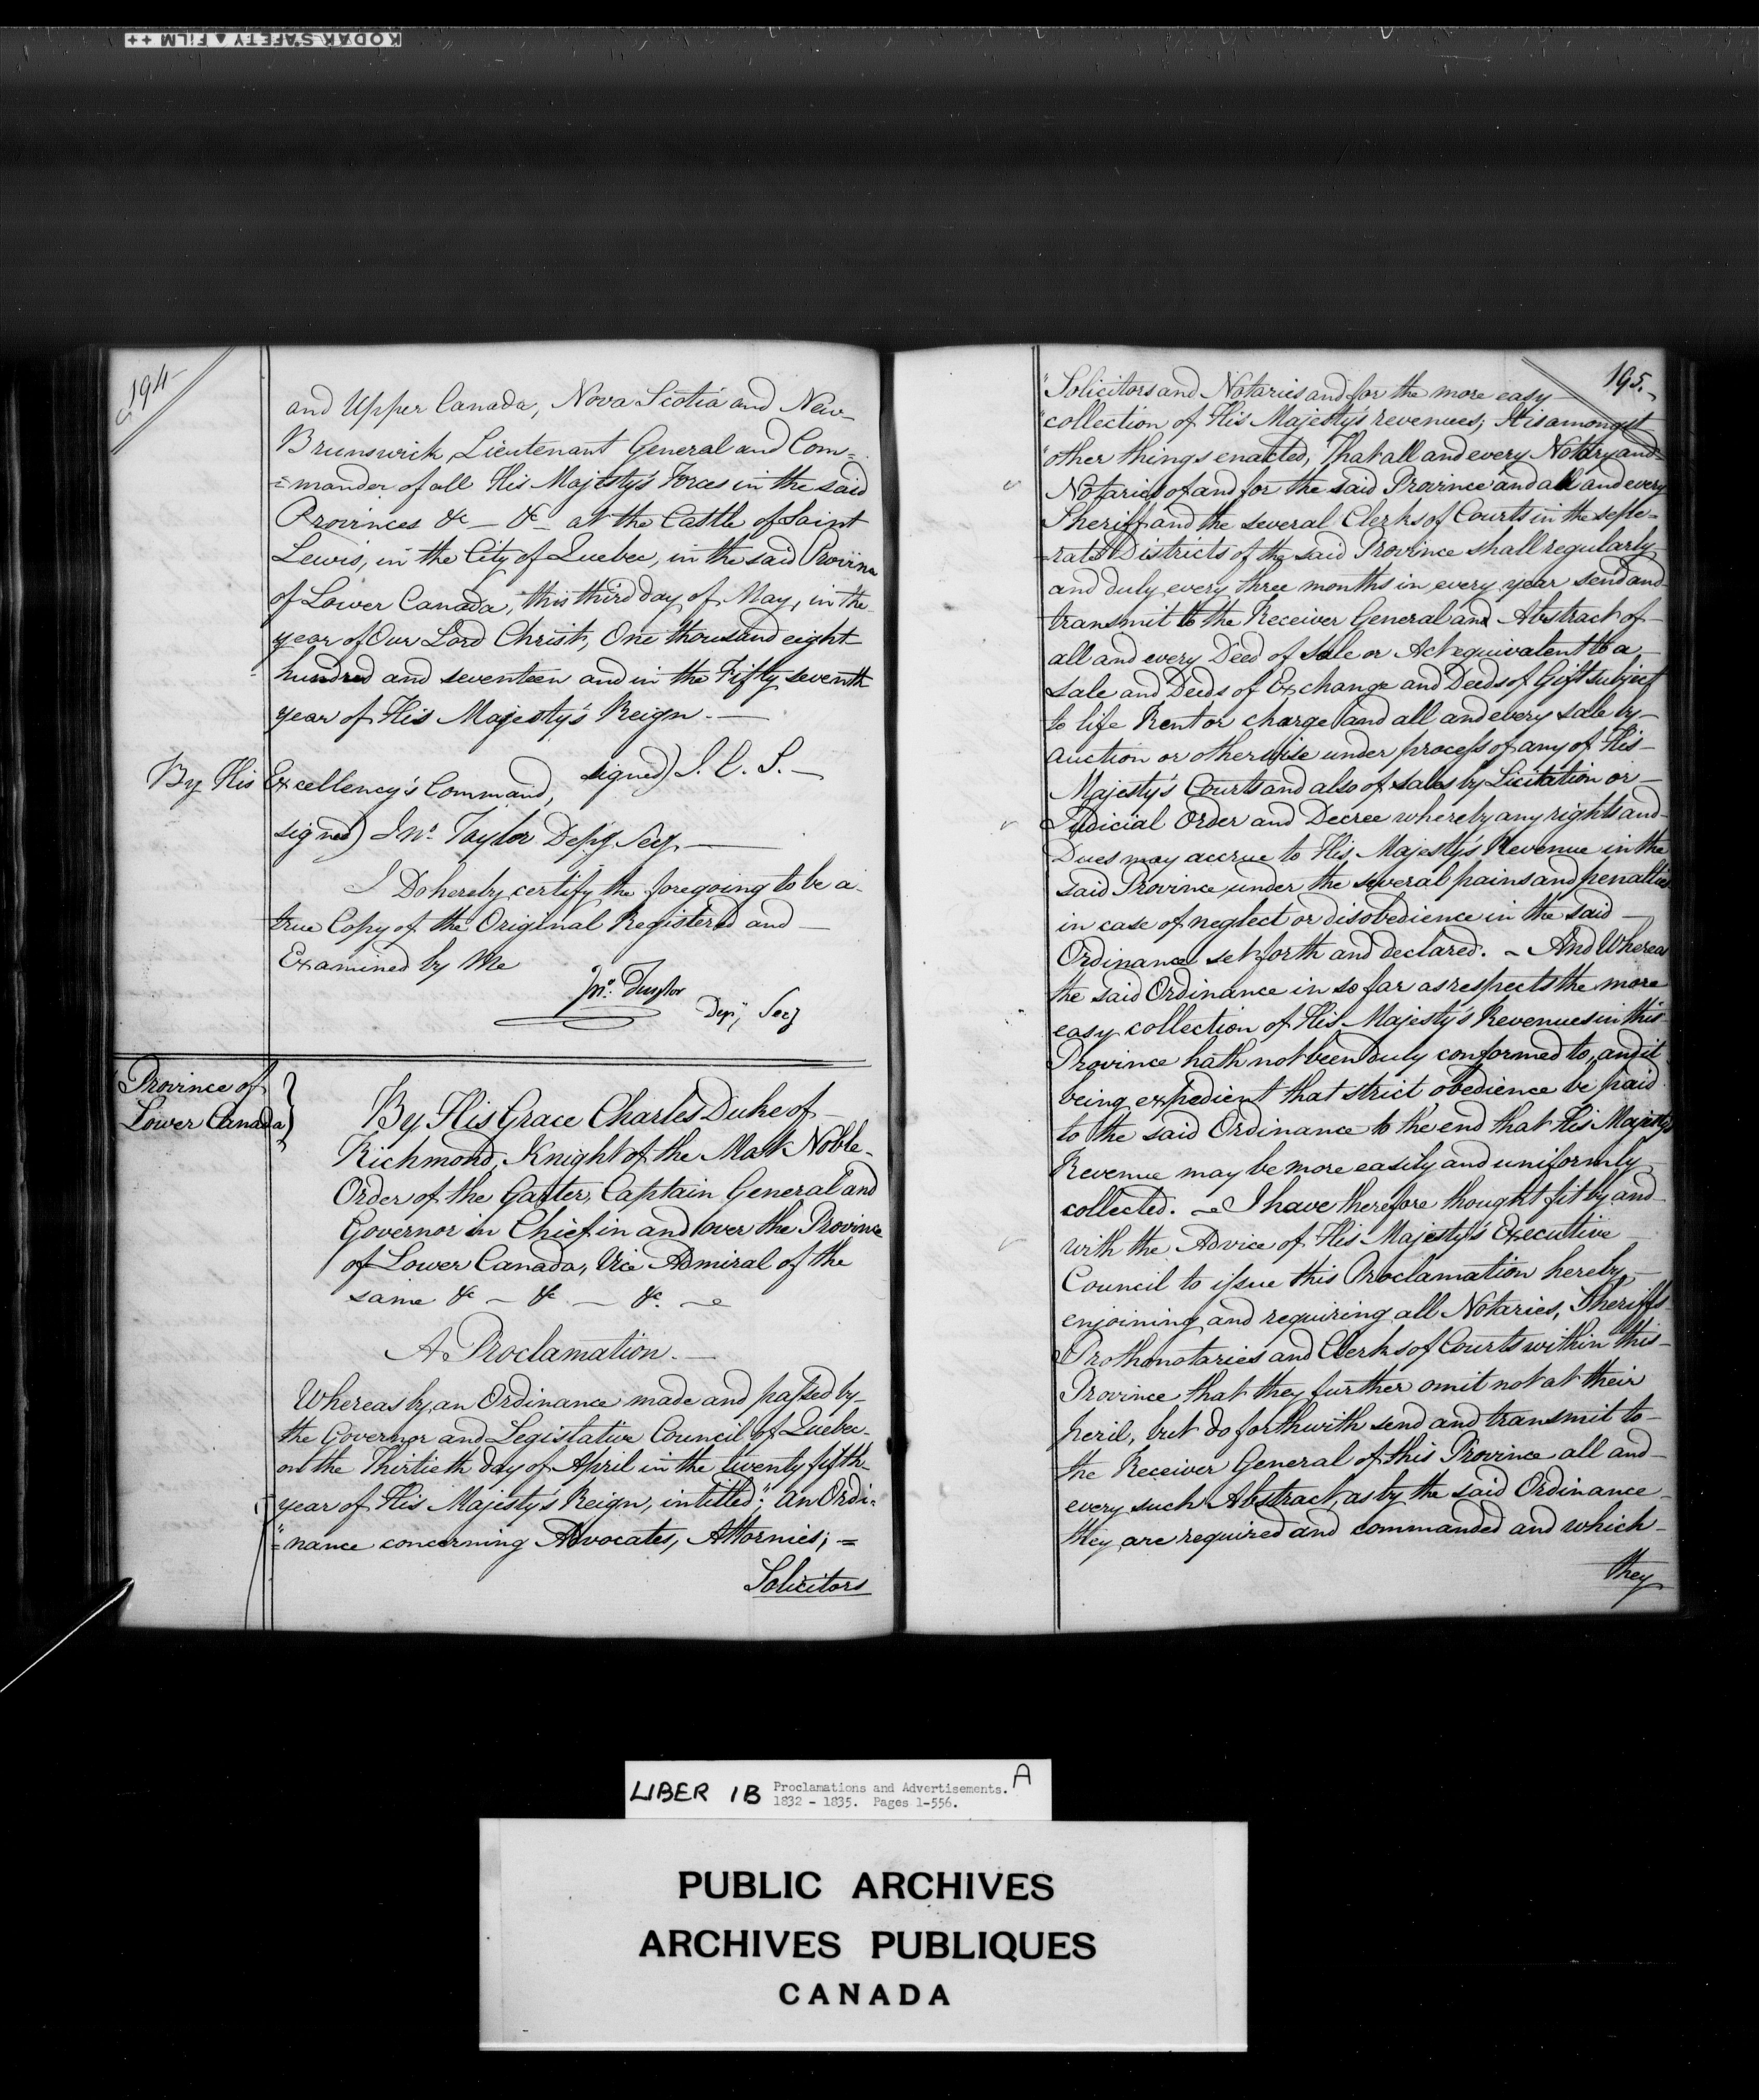 KODAK SAFETY ▲ FILM ++
194
and Upper Canada, Nova Scotia and New-
Brunswick, Lieutenant General and Com=
=mander of all His Majesty's Forces in the said
Provinces &c — &c — at the Castle of Saint
Lewis, in the City of Quebec, in the said Province
of Lower Canada, this third day of May, in the
year of Our Lord Christ, One thousand eight
hundred and seventeen and in the Fifty seventh
year of His Majesty's Reign. —
signed) J. C. S. —
By His Excellency's Command,
signed) Jno. Taylor Depy Secy. —
I Do hereby certify the foregoing to be a
true Copy of the Original Registered and —
Examined by Me
Jno. Taylor
Depy Secy
Province of
Lower Canada }
By His Grace Charles Duke of —
Richmond, Knight of the Most Noble
Order of the Garter, Captain General and
Governor in Chief in and over the Province
of Lower Canada, Vice Admiral of the
same &c — &c — &c. —
A Proclamation. —
Whereas by an Ordinance made and passed by
the Governor and Legislative Council of Quebec
on the Thirtieth day of April in the twenty fifth
year of His Majesty's Reign, intitled; "An Ordi=
"=nance concerning Advocates, Attornies; =
Solicitors
195.
"Solicitors and Notaries and for the more easy —
"collection of His Majesty's revenues; It is amongst
"other things enacted, That all and every Notary and
Notaries of and for the said Province and all and every
Sheriff and the several Clerks of Courts in the sepe=
=rate Districts of the said Province shall regularly
and duly every three months in every year send and
transmit to the Receiver General an Abstract of —
all and every Deed of Sale or Act equivalent to a
Sale and Deeds of Exchange and Deeds of Gift subject
to life Rent or charge and all and every sale by —
Auction or otherwise under process of any of His —
Majesty's Courts and also of sales by Licitation or —
Judicial Order and Decree whereby any rights and
Dues may accrue to His Majesty's Revenue in the
said Province under the several pains and penalties
in case of neglect or disobedience in the said —
Ordinance set forth and declared. — And Whereas
the said Ordinance in so far as respects the more
easy collection of His Majesty's Revenues in this
Province hath not been duly conformed to, and it
being expedient that strict obedience be paid
to the said Ordinance to the end that His Majesty's
Revenue may be more easily and uniformly
collected. — I have therefore thought fit by and
with the Advice of His Majesty's Executive
Council to issue this Proclamation hereby —
enjoining and requiring all Notaries, Sheriffs
Prothonotaries and Clerks of Courts within this —
Province that they further omit not at their
peril, but do forthwith send and transmit to —
the Receiver General of this Province all and —
every such Abstract, as by the said Ordinance
they are required and commanded and which —
they
LIBER 1B Proclamations and Advertisements. A
1832 - 1835. Pages 1-556.
PUBLIC ARCHIVES
ARCHIVES PUBLIQUES
CANADA